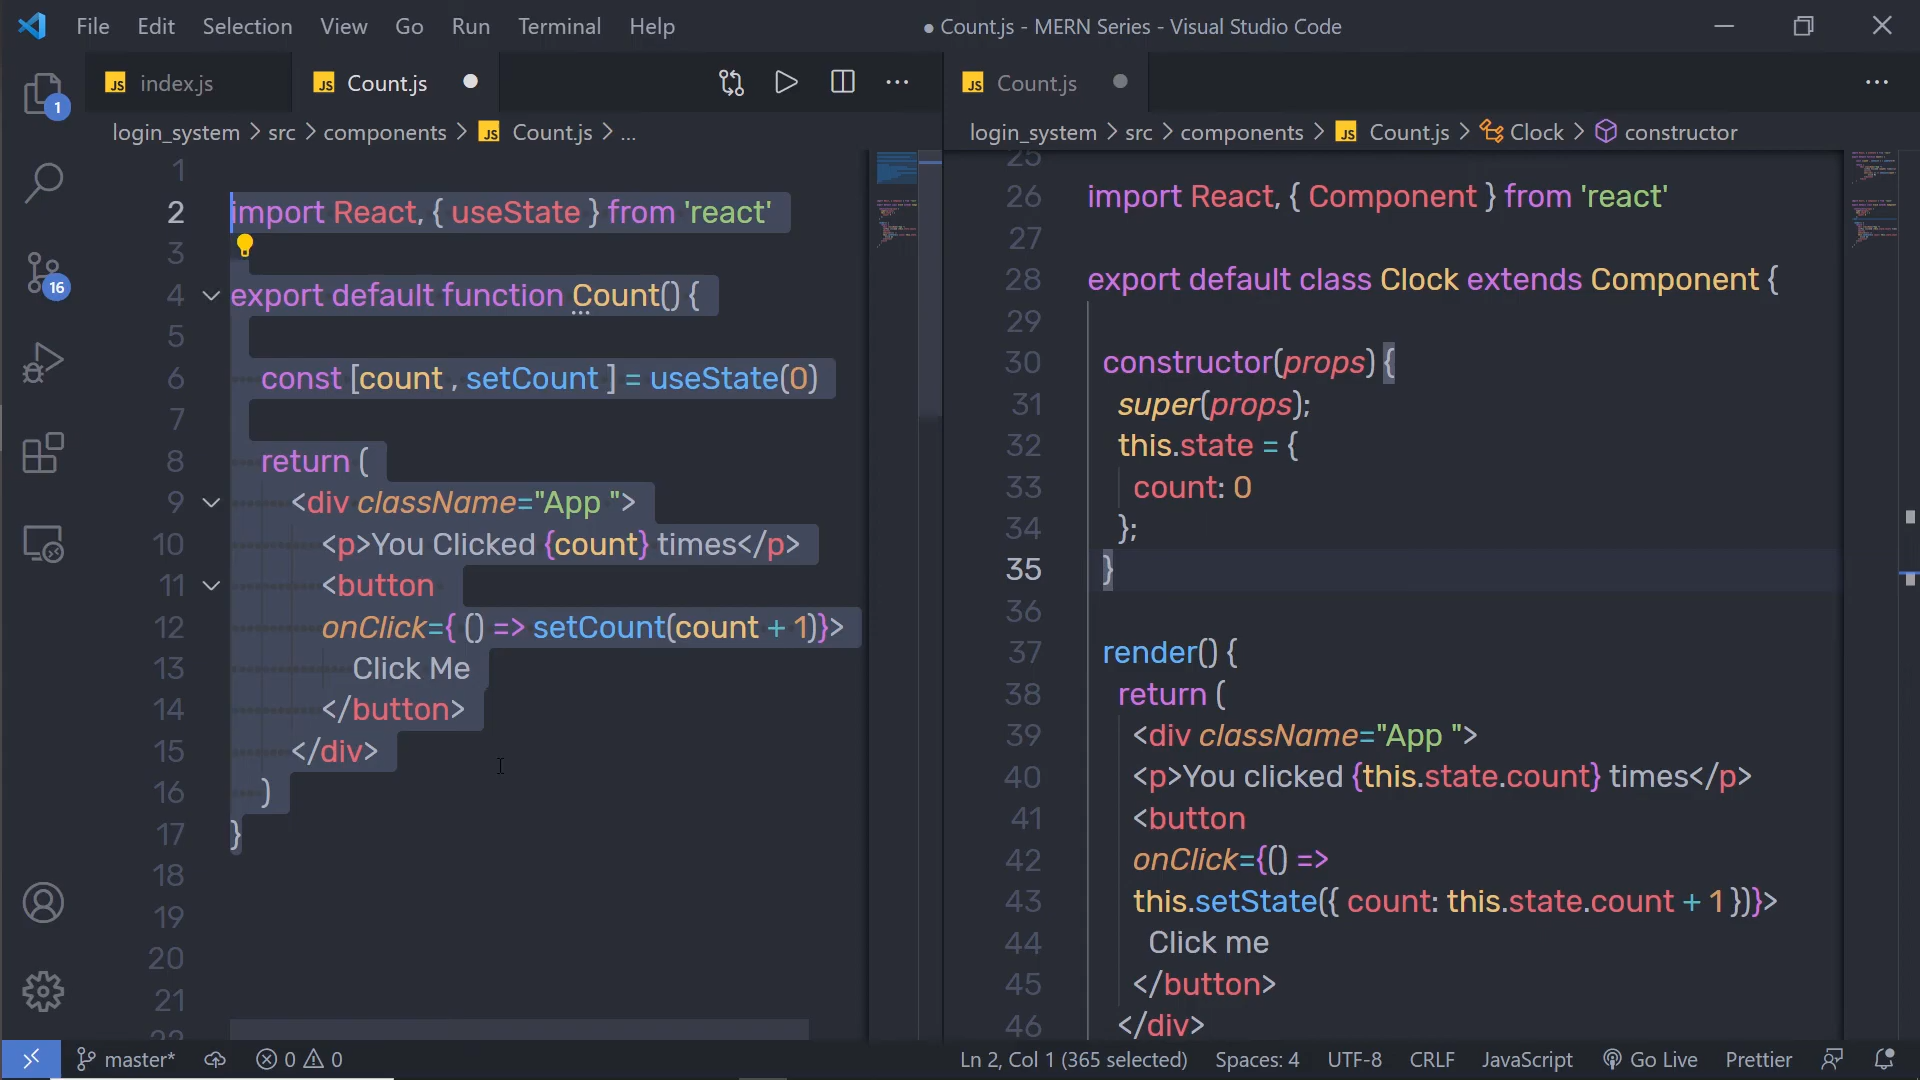 File Edit Selection View Go Run Terminal Help
● Count.js - MERN Series - Visual Studio Code
JS index.js
JS Count.js
JS Count.js
login_system > src > components > JS Count.js > ...
login_system > src > components > JS Count.js > Clock > constructor
1
16
1
2 import React, { useState } from 'react'
3
4 export default function Count() {
5
6 const [count , setCount ] = useState(0)
7
8 return (
9 <div className="App ">
10 <p>You Clicked {count} times</p>
11 <button
12 onClick={ () => setCount(count + 1)}>
13 Click Me
14 </button>
15 </div>
16 )
17 }
18
19
20
21
22
25
26 import React, { Component } from 'react'
27
28 export default class Clock extends Component {
29
30 constructor(props) {
31 super(props);
32 this.state = {
33 count: 0
34 };
35 }
36
37 render() {
38 return (
39 <div className="App ">
40 <p>You clicked {this.state.count} times</p>
41 <button
42 onClick={() =>
43 this.setState({ count: this.state.count + 1 })}>
44 Click me
45 </button>
46 </div>
master* 0 0 Ln 2, Col 1 (365 selected) Spaces: 4 UTF-8 CRLF JavaScript Go Live Prettier